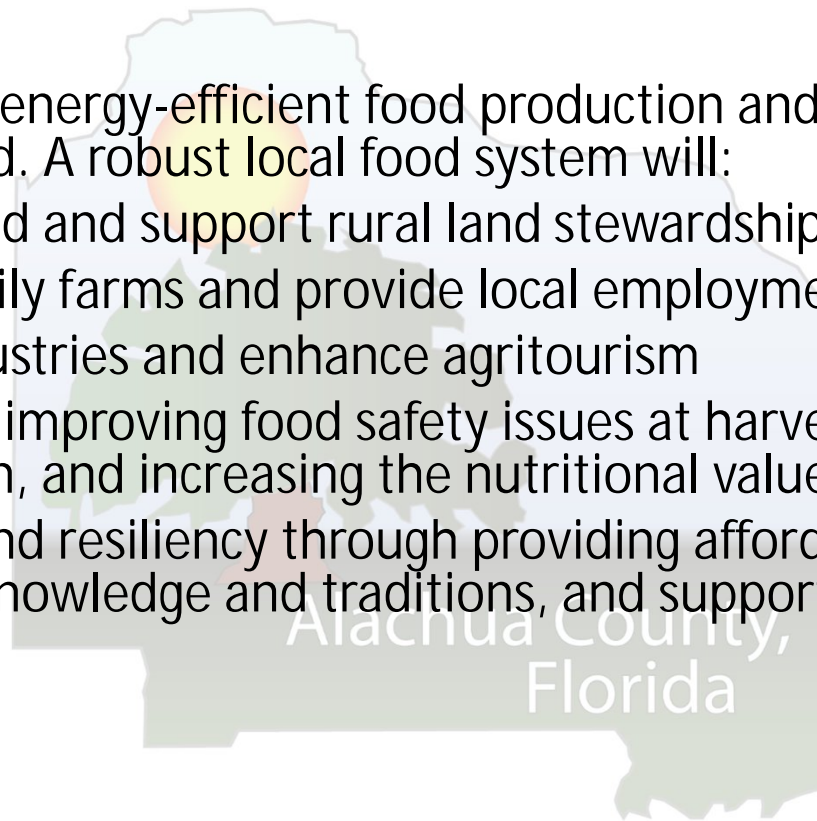 energy-efficient food production and
d. A robust local food system will:
d and support rural land stewardship
ily farms and provide local employme
ustries and enhance agritourism
improving food safety issues at harve
n, and increasing the nutritional value
nd resiliency through providing afford
nowledge and traditions, and support
Alachua County,
Florida